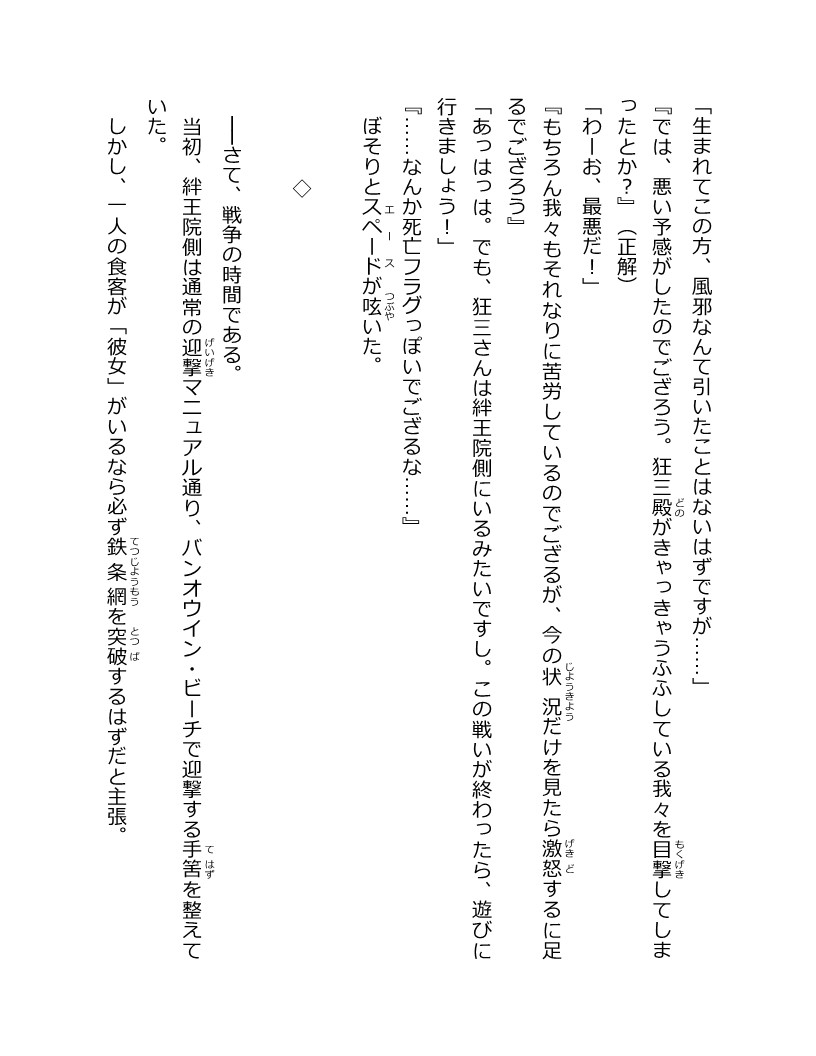 「生まれてこの方、風邪なんて引いたことはないはずですが……」
『では、悪い予感がしたのでござろう。狂三殿がきゃっきゃうふふしている我々を目撃してしま
ったとか？』（正解）
「わーお、最悪だ！」
『もちろん我々もそれなりに苦労しているのでござるが、今の状況だけを見たら激怒するに足
るでござろう』
「あっはっは。でも、狂三さんは絆王院側にいるみたいですし。この戦いが終わったら、遊びに
行きましょう！」
『……なんか死亡フラグっぽいでござるな……』
ぼそりとスペードが呟いた。
◇
――さて、戦争の時間である。
当初、絆王院側は通常の迎撃マニュアル通り、バンオウイン・ビーチで迎撃する手筈を整えて
いた。
しかし、一人の食客が「彼女」がいるなら必ず鉄条網を突破するはずだと主張。